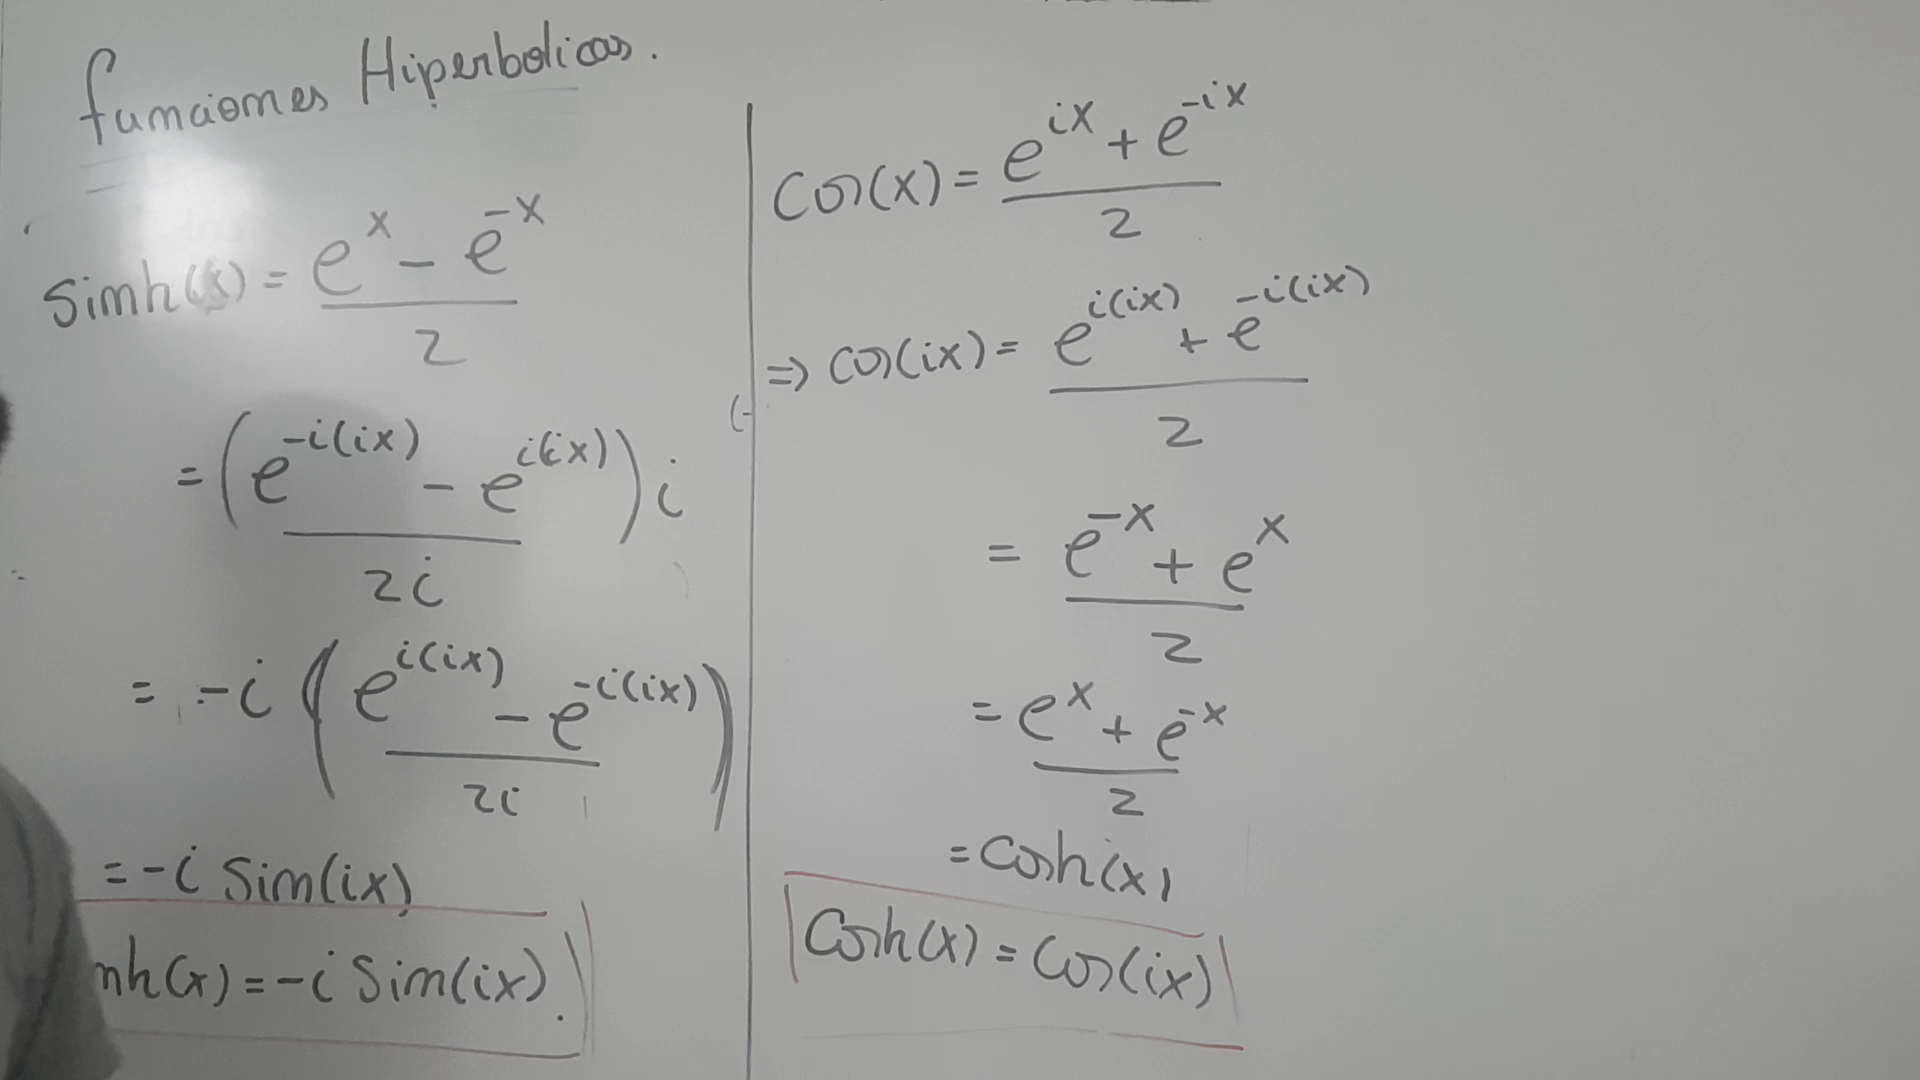 funciones Hiperbolicas.
Sinh(x) = (e^x - e^-x)/2
= ((e^-i(ix) - e^i(ix))/2i) i
= -i ((e^i(ix) - e^-i(ix))/2i)
= -i Sin(ix)
nh(x) = -i Sin(ix).
Cos(x) = (e^ix + e^-ix)/2
=> Cos(ix) = (e^i(ix) + e^-i(ix))/2
= (e^-x + e^x)/2
= (e^x + e^-x)/2
= Cosh(x)
Cosh(x) = Cos(ix)